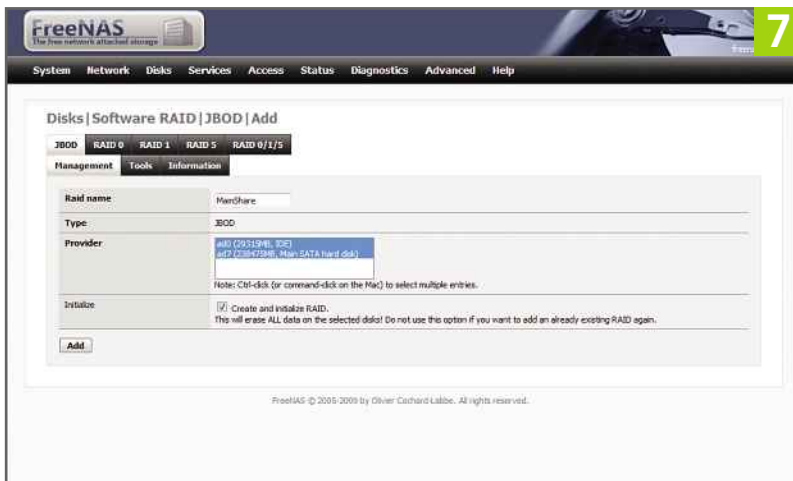 FreeNAS
The free network attached storage
7
System Network Disks Services Access Status Diagnostics Advanced Help
Disks|Software RAID|JBOD|Add
JBOD RAID 0 RAID 1 RAID 5 RAID 0/1/5
Management Tools Information
Raid name MainShare
Type JBOD
Provider ad0 (29315MB, IDE)
ad7 (238475MB, Main SATA hard disk)
Note: Ctrl-click (or command-click on the Mac) to select multiple entries.
Initialize Create and initialize RAID.
This will erase ALL data on the selected disks! Do not use this option if you want to add an already existing RAID again.
Add
FreeNAS © 2005-2009 by Olivier Cochard-Labbe. All rights reserved.